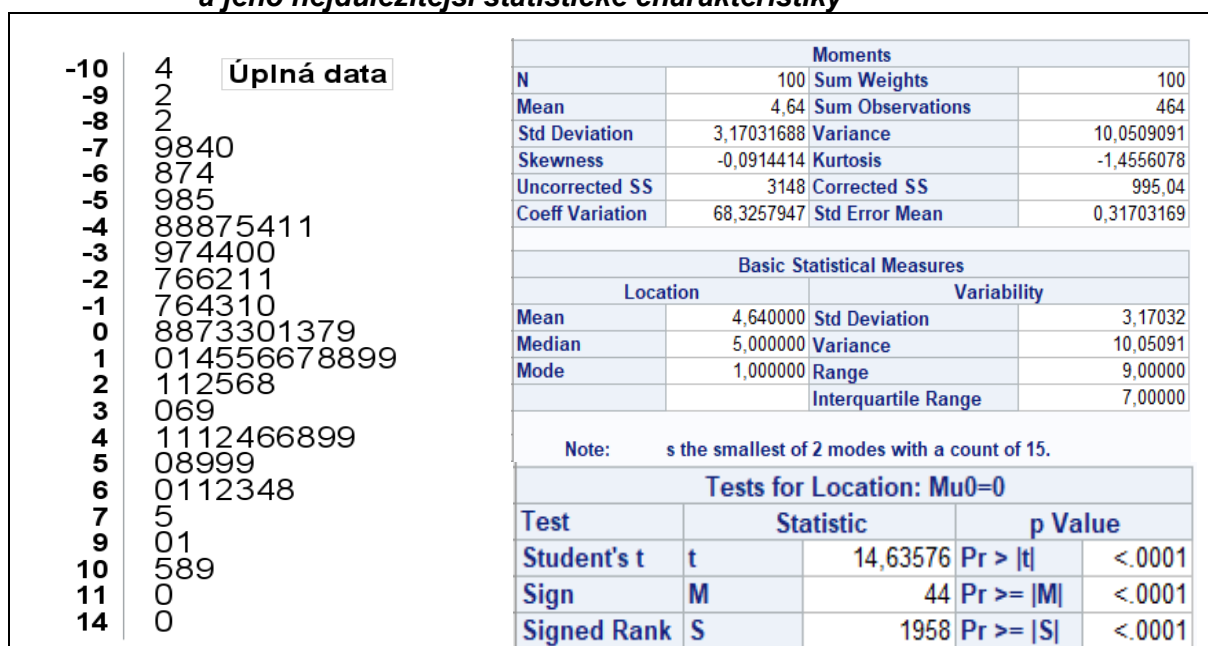 a jeho nejdůležitější statistické charakteristiky
Úplná data
-10 4
-9 2
-8 2
-7 9840
-6 874
-5 985
-4 88875411
-3 974400
-2 766211
-1 764310
0 8873301379
1 014556678899
2 112568
3 069
4 1112466899
5 08999
6 0112348
7 5
9 01
10 589
11 0
14 0
Moments
N 100 Sum Weights 100
Mean 4,64 Sum Observations 464
Std Deviation 3,17031688 Variance 10,0509091
Skewness -0,0914414 Kurtosis -1,4556078
Uncorrected SS 3148 Corrected SS 995,04
Coeff Variation 68,3257947 Std Error Mean 0,31703169
Basic Statistical Measures
Location Variability
Mean 4,640000 Std Deviation 3,17032
Median 5,000000 Variance 10,05091
Mode 1,000000 Range 9,00000
Interquartile Range 7,00000
Note: s the smallest of 2 modes with a count of 15.
Tests for Location: Mu0=0
Test Statistic p Value
Student's t t 14,63576 Pr > |t| <.0001
Sign M 44 Pr >= |M| <.0001
Signed Rank S 1958 Pr >= |S| <.0001